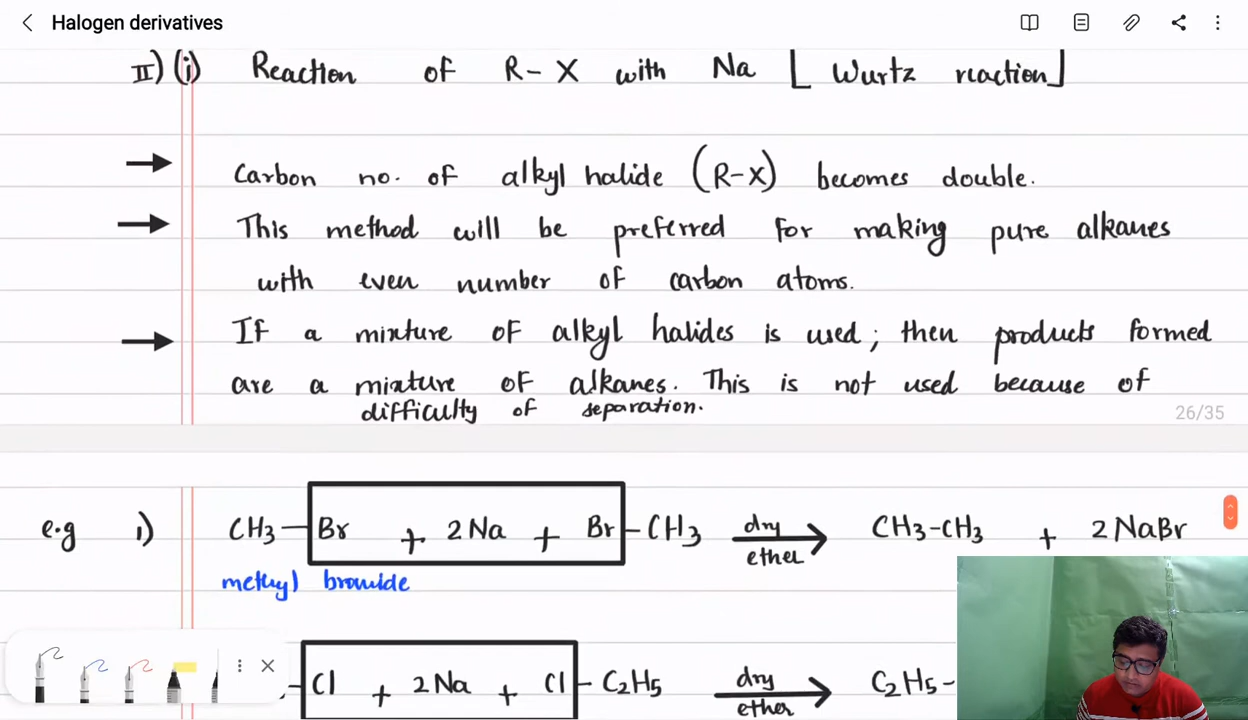 Halogen derivatives
II) (i) Reaction of R-X with Na [Wurtz reaction]
→ Carbon no. of alkyl halide (R-X) becomes double.
→ This method will be preferred for making pure alkanes
with even number of carbon atoms.
→ If a mixture of alkyl halides is used; then products formed
are a mixture of alkanes. This is not used because of
difficulty of separation.
26/35
e.g i) CH3-Br + 2Na + Br-CH3 dry ether → CH3-CH3 + 2NaBr
methyl bromide
-Cl + 2Na + Cl-C2H5 dry ether → C2H5-